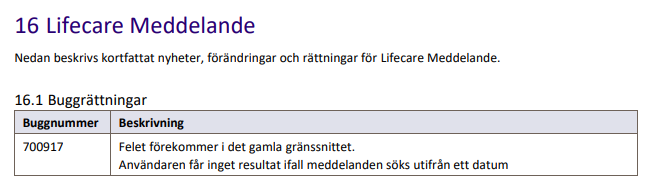 16 Lifecare Meddelande
Nedan beskrivs kortfattat nyheter, förändringar och rättningar för Lifecare Meddelande.
16.1 Buggrättningar
Buggnummer Beskrivning
700917 Felet förekommer i det gamla gränssnittet.
Användaren får inget resultat ifall meddelanden söks utifrån ett datum